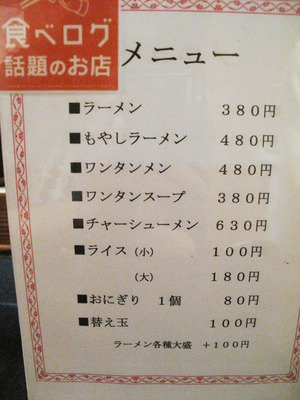 食べログ
話題のお店
メニュー
■ラーメン 380円
■もやしラーメン 480円
■ワンタンメン 480円
■ワンタンスープ 380円
■チャーシューメン 630円
■ライス（小） 100円
（大） 180円
■おにぎり 1個 80円
■替え玉 100円
ラーメン各種大盛 +100円